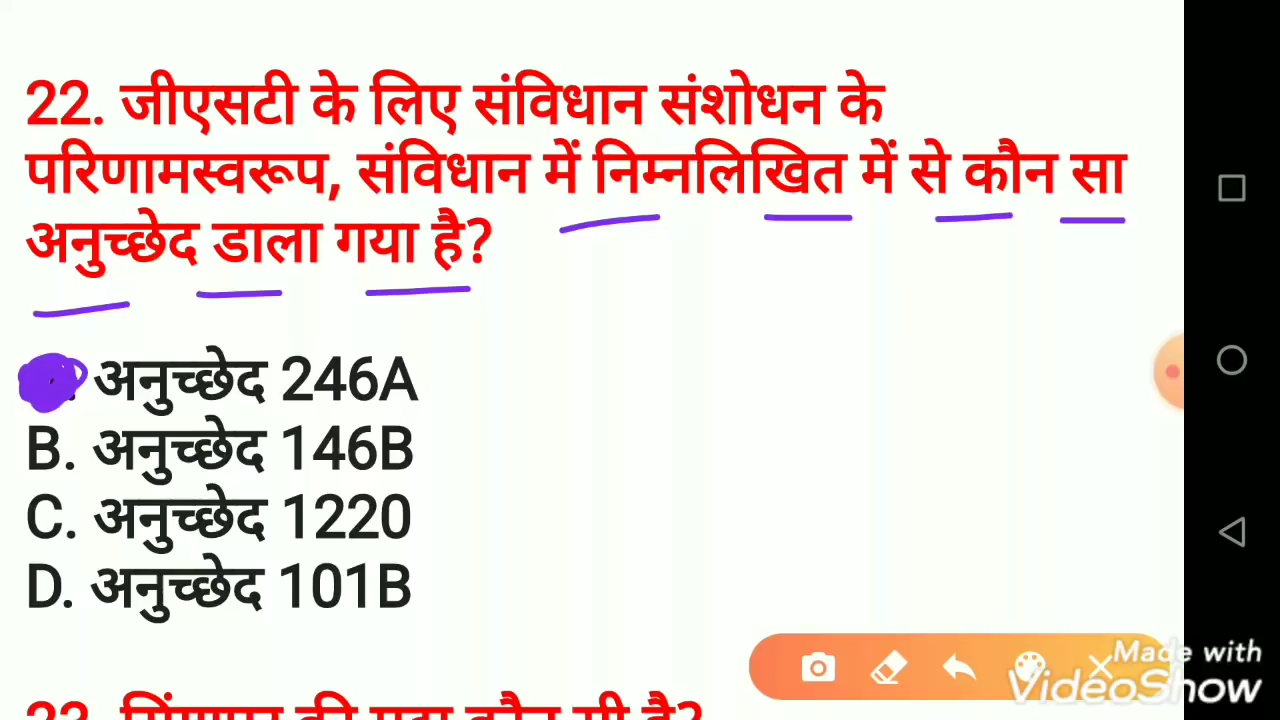 22. जीएसटी के लिए संविधान संशोधन के
परिणामस्वरूप, संविधान में निम्नलिखित में से कौन सा
अनुच्छेद डाला गया है?
अनुच्छेद 246A
B. अनुच्छेद 146B
C. अनुच्छेद 1220
D. अनुच्छेद 101B
Made with
VideoShow